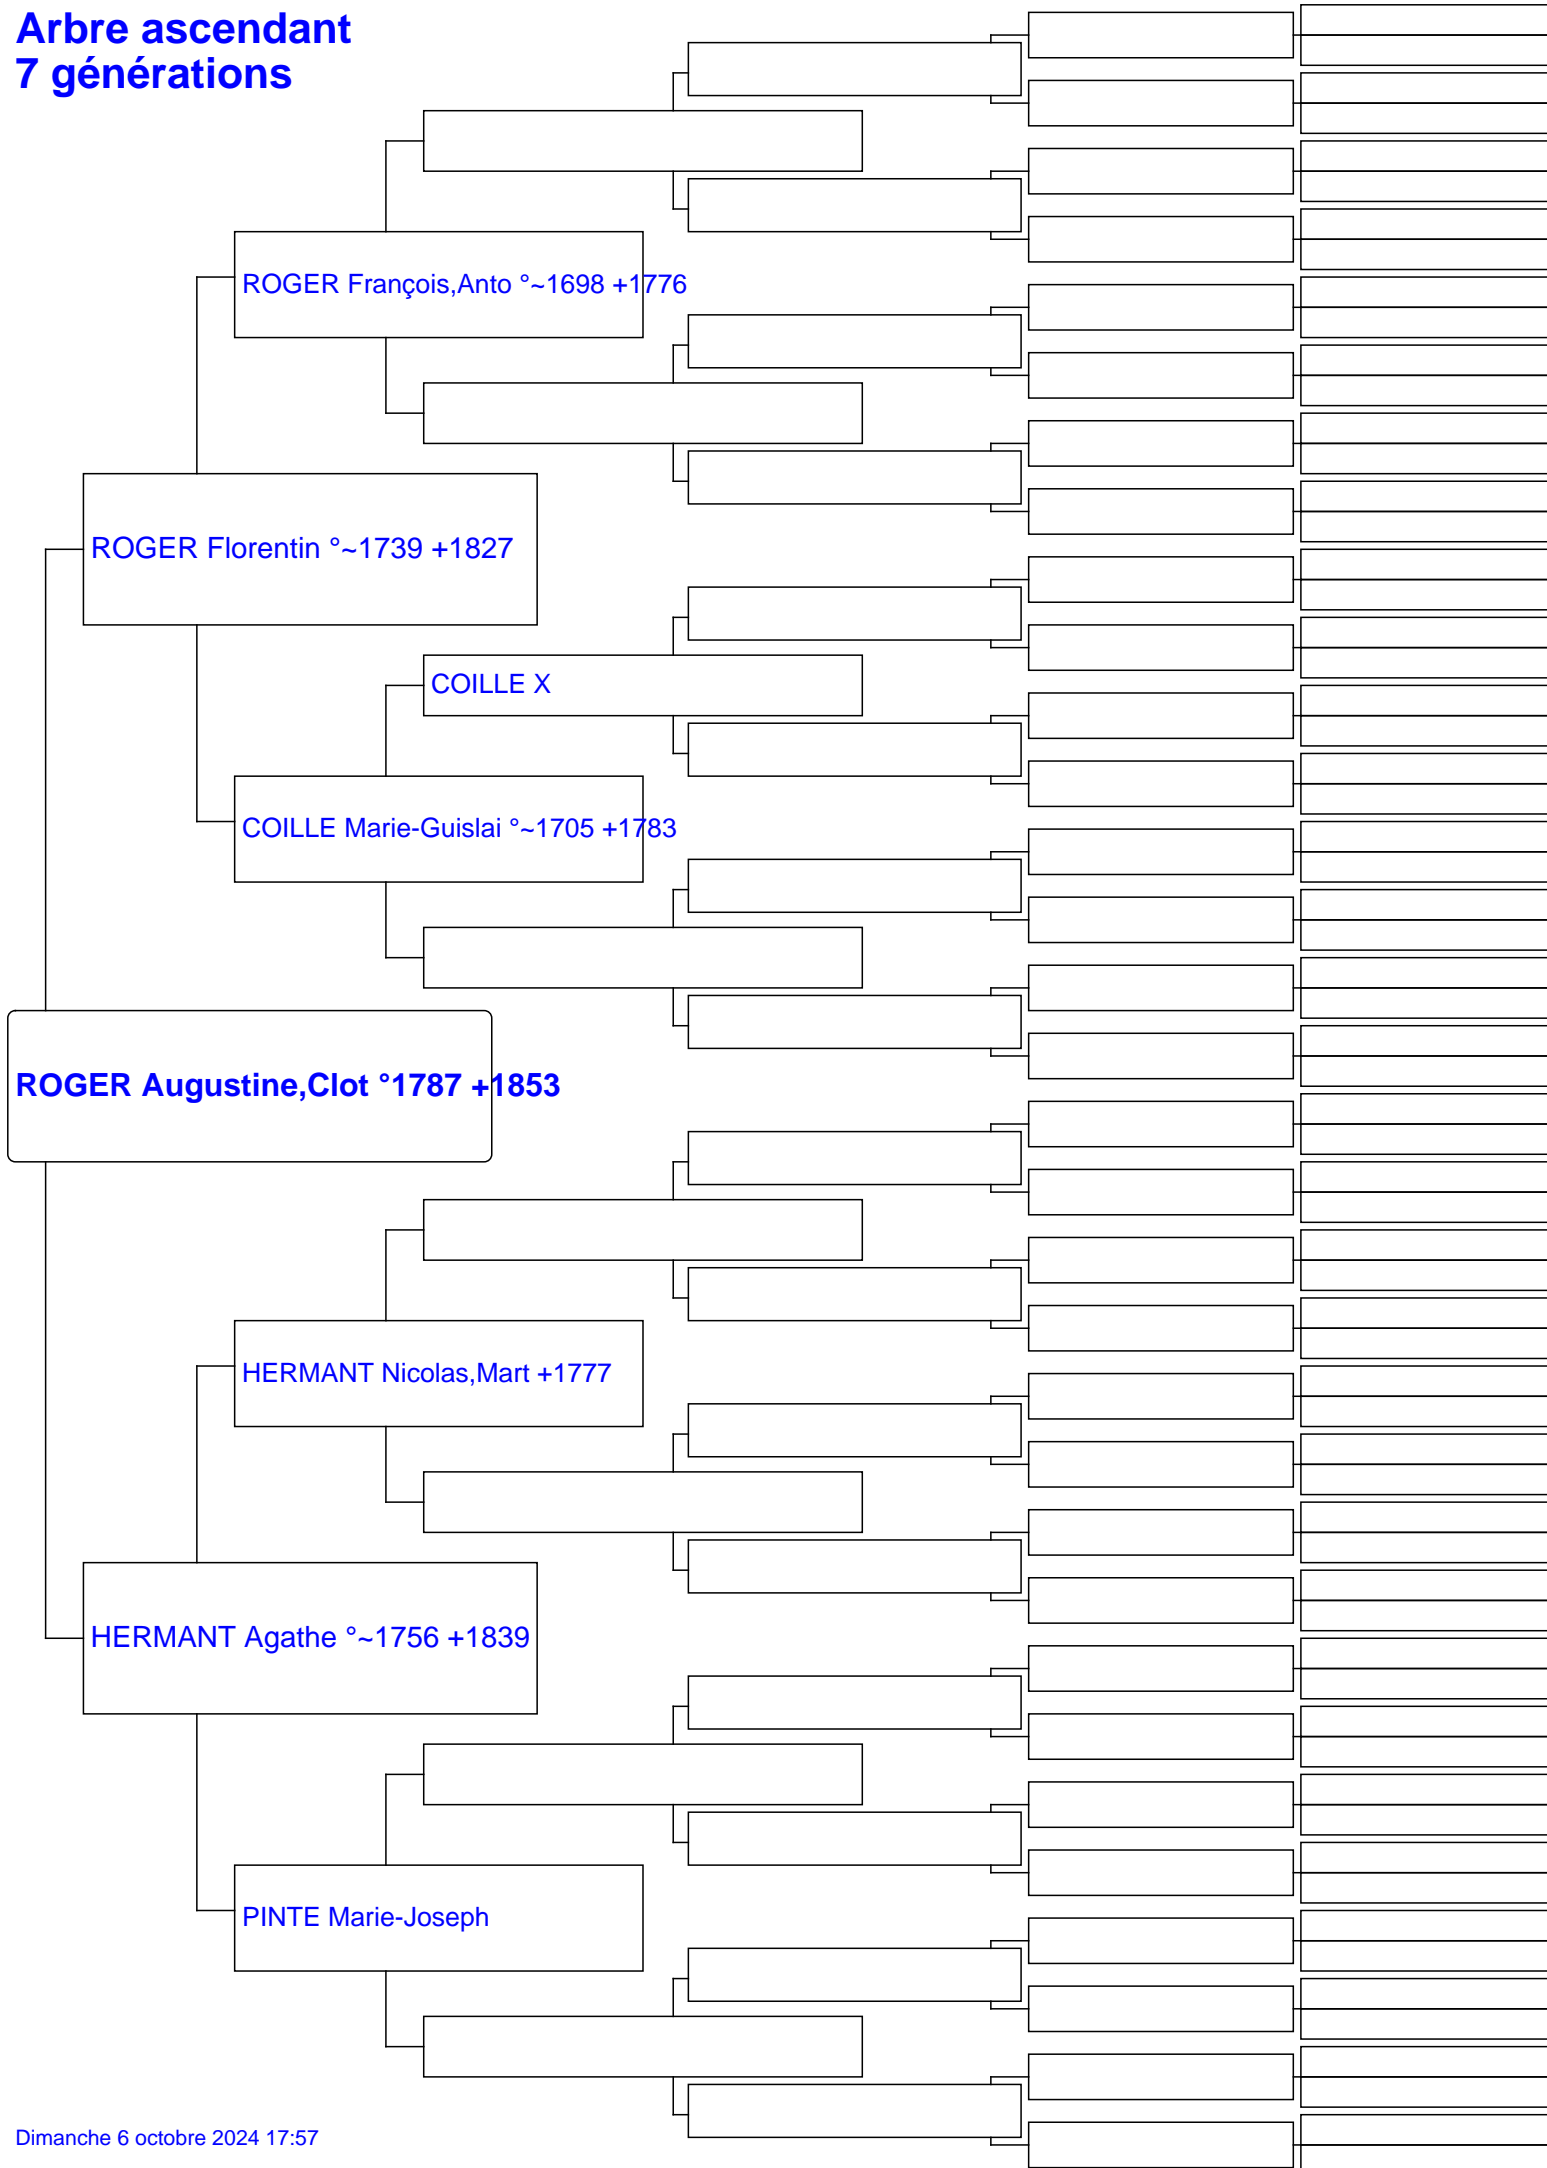 Arbre ascendant
7 générations
ROGER François,Anto °~1698 +1776
ROGER Florentin °~1739 +1827
COILLE X
COILLE Marie-Guislai °~1705 +1783
ROGER Augustine,Clot °1787 +1853
HERMANT Nicolas,Mart +1777
HERMANT Agathe °~1756 +1839
PINTE Marie-Joseph
Dimanche 6 octobre 2024 17:57